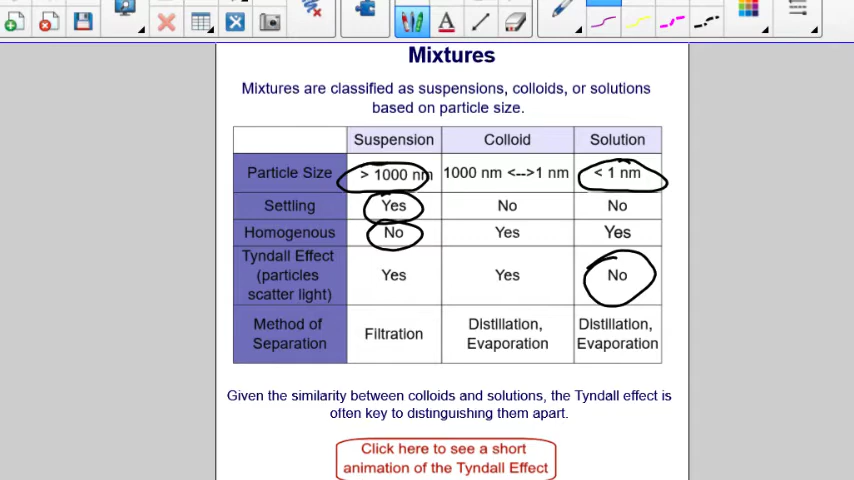 Mixtures
Mixtures are classified as suspensions, colloids, or solutions
based on particle size.
Suspension Colloid Solution
Particle Size > 1000 nm 1000 nm <-->1 nm < 1 nm
Settling Yes No No
Homogenous No Yes Yes
Tyndall Effect
(particles Yes Yes No
scatter light)
Method of Distillation, Distillation,
Filtration
Separation Evaporation Evaporation
Given the similarity between colloids and solutions, the Tyndall effect is
often key to distinguishing them apart.
Click here to see a short
animation of the Tyndall Effect